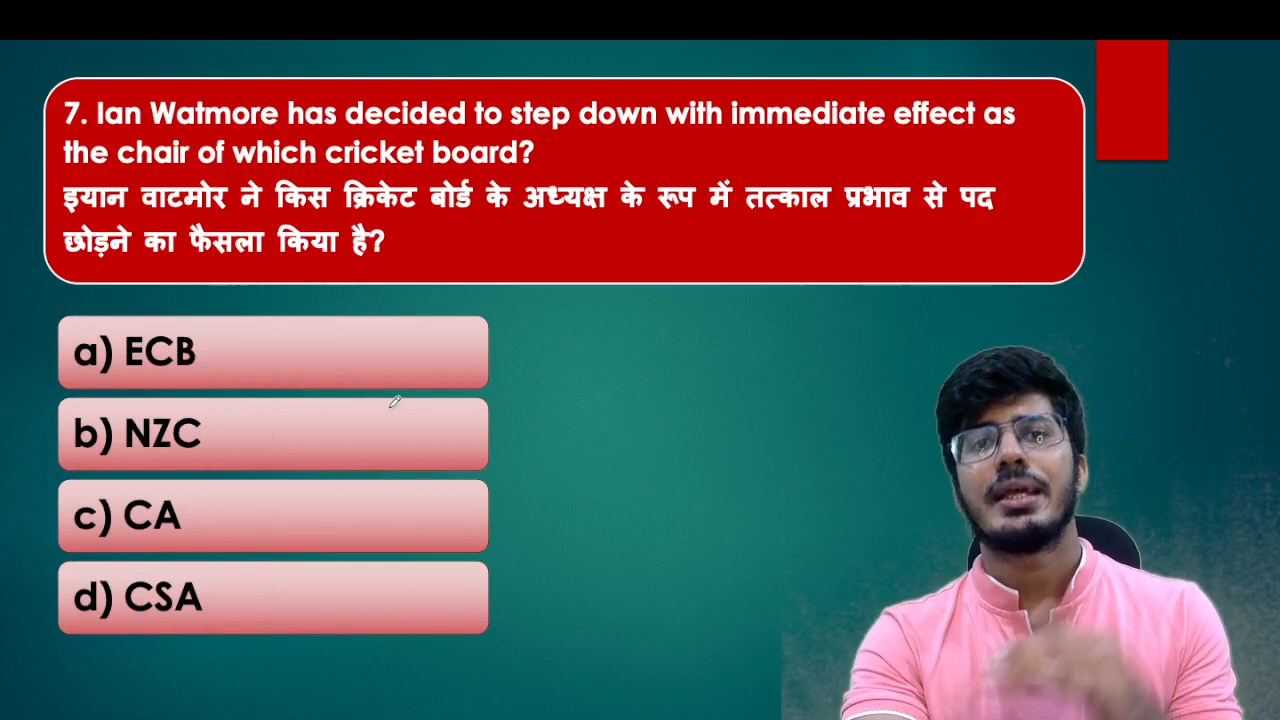 7. Ian Watmore has decided to step down with immediate effect as
the chair of which cricket board?
इयान वाटमोर ने किस क्रिकेट बोर्ड के अध्यक्ष के रूप में तत्काल प्रभाव से पद
छोड़ने का फैसला किया है?
a) ECB
b) NZC
c) CA
d) CSA